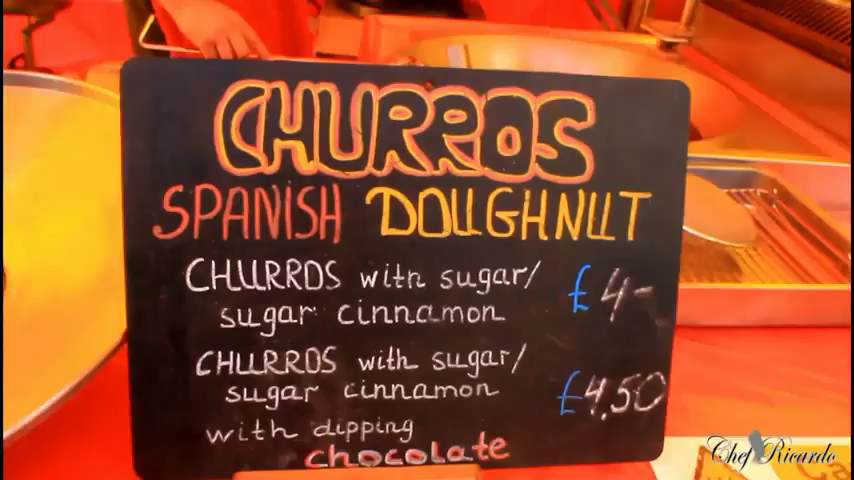 CHURROS
SPANISH DOUGHNUT
CHURROS with sugar/ £4-
sugar cinnamon
CHURROS with sugar/
sugar cinnamon £4,50
with dipping
chocolate
Chef Ricardo